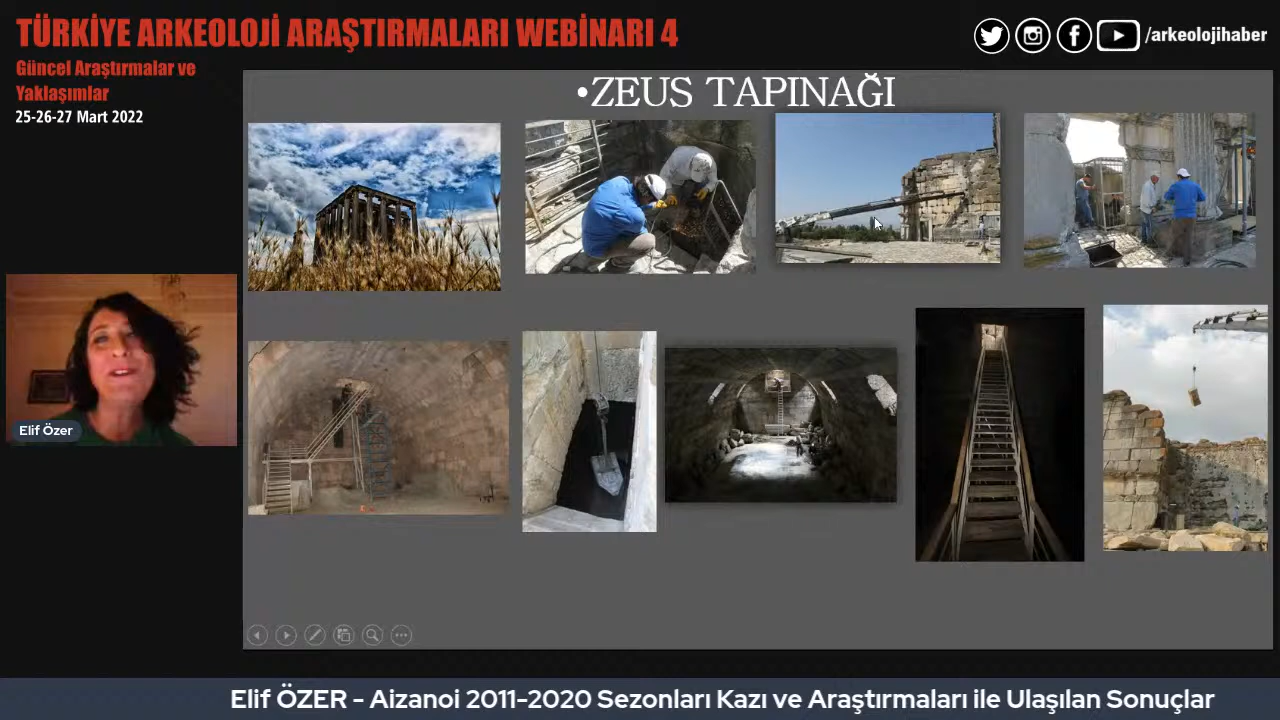 TÜRKİYE ARKEOLOJİ ARAŞTIRMALARI WEBİNARI 4
Güncel Araştırmalar ve
Yaklaşımlar
25-26-27 Mart 2022
/arkeolojihaber
•ZEUS TAPINAĞI
Elif Özer
Elif ÖZER - Aizanoi 2011-2020 Sezonları Kazı ve Araştırmaları ile Ulaşılan Sonuçlar